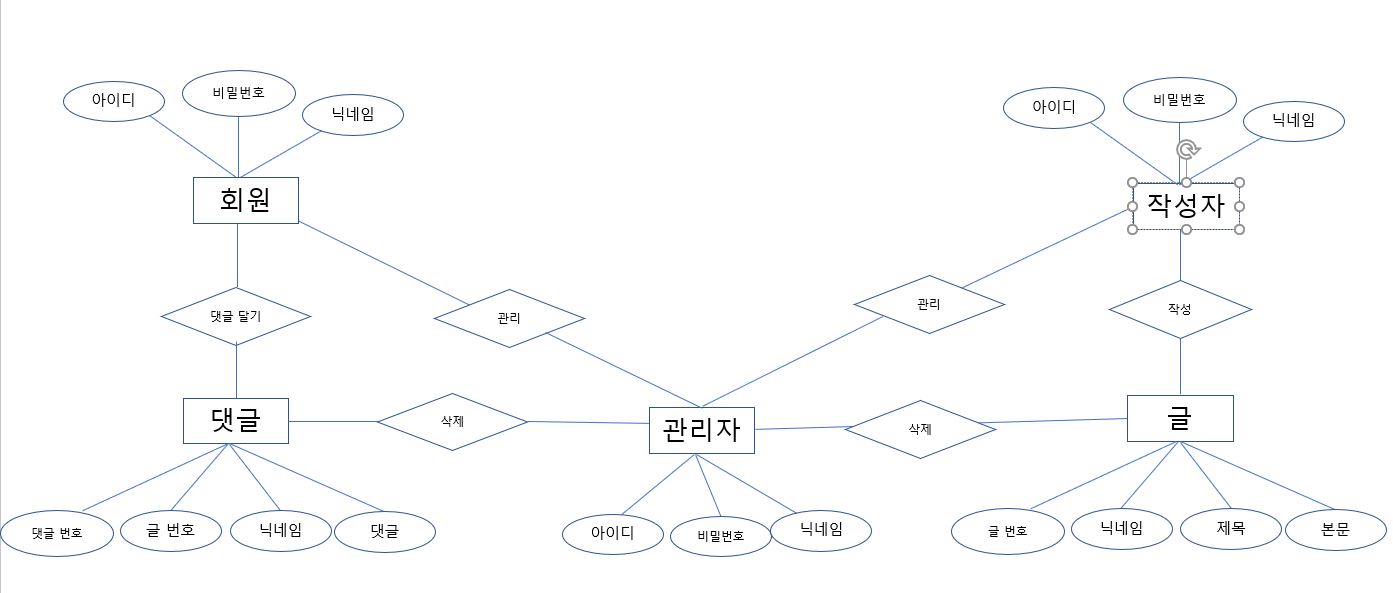 아이디
비밀번호
닉네임
아이디
비밀번호
닉네임
회원
작성자
댓글 달기
관리
관리
작성
댓글
삭제
관리자
삭제
글
댓글 번호
글 번호
닉네임
댓글
아이디
비밀번호
닉네임
글 번호
닉네임
제목
본문